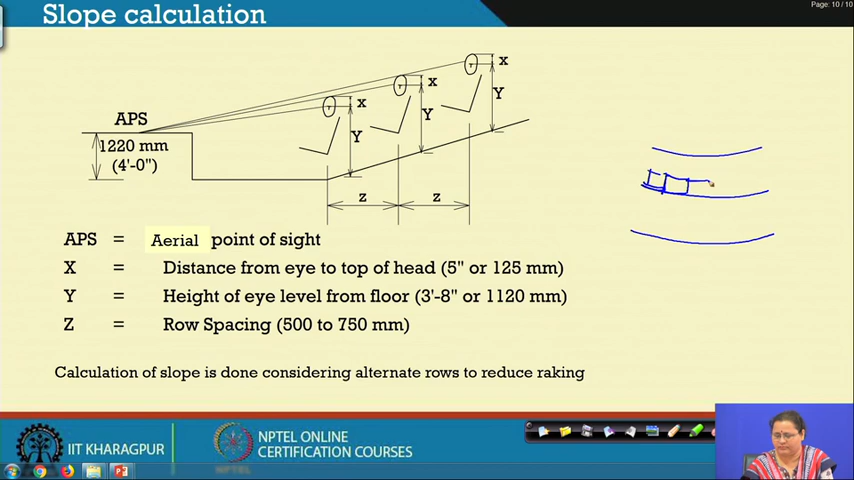 Page: 10 / 10
Slope calculation
x
x
x
APS
Y
Y
Y
1220 mm
(4'-0")
z
z
APS = Aerial point of sight
X = Distance from eye to top of head (5" or 125 mm)
Y = Height of eye level from floor (3'-8" or 1120 mm)
Z = Row Spacing (500 to 750 mm)
Calculation of slope is done considering alternate rows to reduce raking
IIT KHARAGPUR
NPTEL ONLINE
CERTIFICATION COURSES
NPTEL